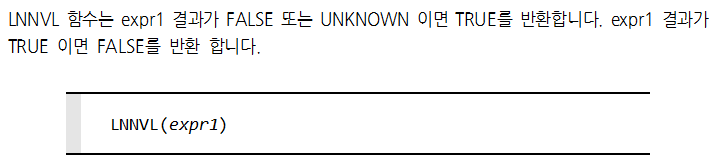 LNNVL 함수는 expr1 결과가 FALSE 또는 UNKNOWN 이면 TRUE를 반환합니다. expr1 결과가
TRUE 이면 FALSE를 반환 합니다.
LNNVL(expr1)